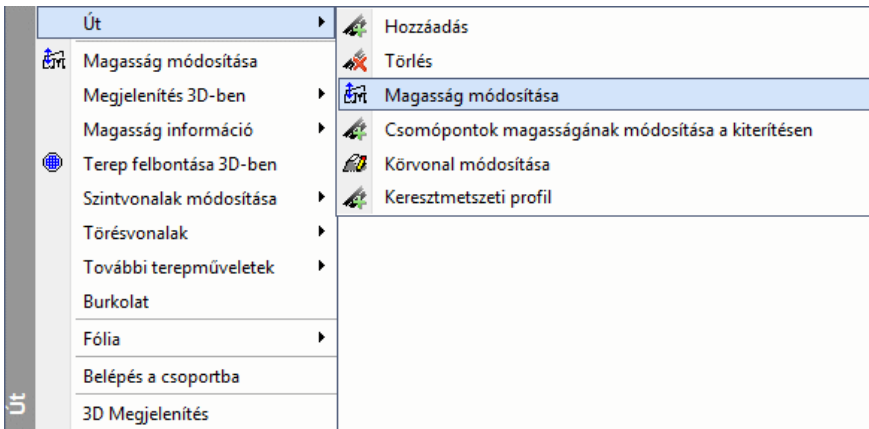 Út
Magasság módosítása
Megjelenítés 3D-ben
Magasság információ
Terep felbontása 3D-ben
Szintvonalak módosítása
Törésvonalak
További terepműveletek
Burkolat
Fólia
Belépés a csoportba
3D Megjelenítés
Út
Hozzáadás
Törlés
Magasság módosítása
Csomópontok magasságának módosítása a kiterítésen
Körvonal módosítása
Keresztmetszeti profil